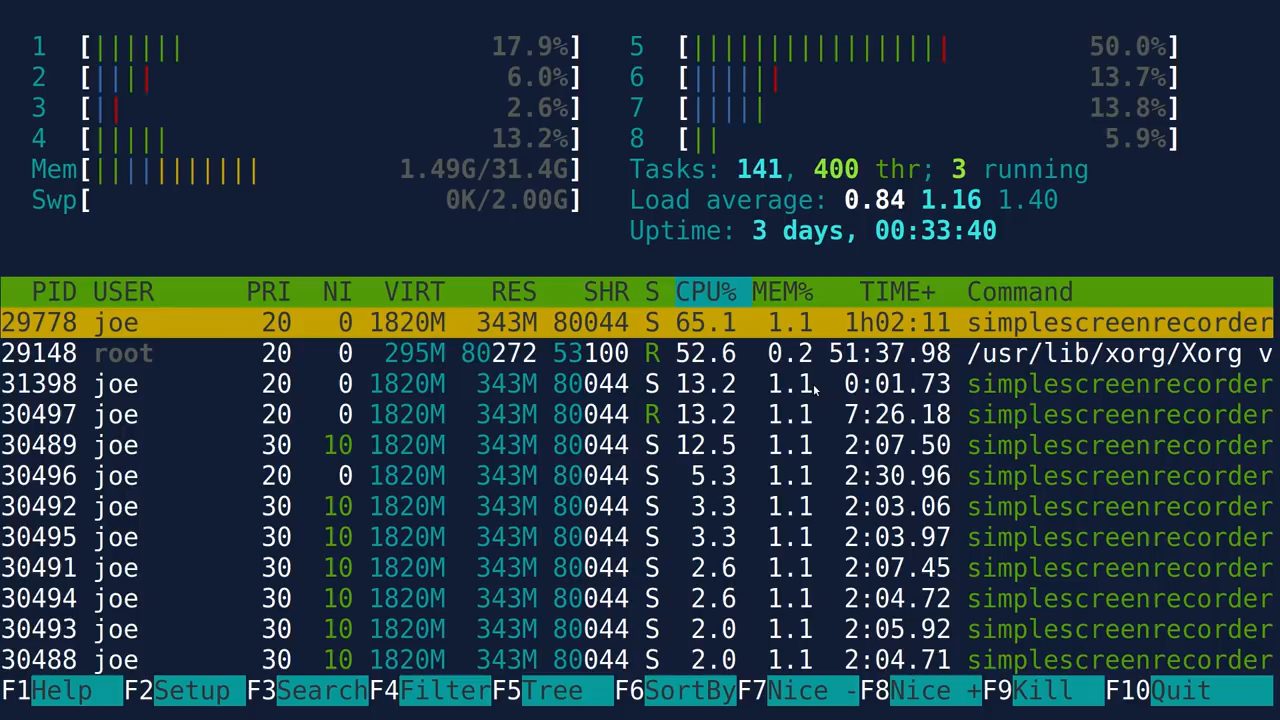 1 [|||||| 17.9%] 5 [||||||||||||||||| 50.0%]
2 [|||| 6.0%] 6 [|||||| 13.7%]
3 [|| 2.6%] 7 [||||| 13.8%]
4 [||||| 13.2%] 8 [|| 5.9%]
Mem[||||||||||| 1.49G/31.4G] Tasks: 141, 400 thr; 3 running
Swp[ 0K/2.00G] Load average: 0.84 1.16 1.40
Uptime: 3 days, 00:33:40
PID USER PRI NI VIRT RES SHR S CPU% MEM% TIME+ Command
29778 joe 20 0 1820M 343M 80044 S 65.1 1.1 1h02:11 simplescreenrecorder
29148 root 20 0 295M 80272 53100 R 52.6 0.2 51:37.98 /usr/lib/xorg/Xorg v
31398 joe 20 0 1820M 343M 80044 S 13.2 1.1 0:01.73 simplescreenrecorder
30497 joe 20 0 1820M 343M 80044 R 13.2 1.1 7:26.18 simplescreenrecorder
30489 joe 30 10 1820M 343M 80044 S 12.5 1.1 2:07.50 simplescreenrecorder
30496 joe 20 0 1820M 343M 80044 S 5.3 1.1 2:30.96 simplescreenrecorder
30492 joe 30 10 1820M 343M 80044 S 3.3 1.1 2:03.06 simplescreenrecorder
30495 joe 30 10 1820M 343M 80044 S 3.3 1.1 2:03.97 simplescreenrecorder
30491 joe 30 10 1820M 343M 80044 S 2.6 1.1 2:07.45 simplescreenrecorder
30494 joe 30 10 1820M 343M 80044 S 2.6 1.1 2:04.72 simplescreenrecorder
30493 joe 30 10 1820M 343M 80044 S 2.0 1.1 2:05.92 simplescreenrecorder
30488 joe 30 10 1820M 343M 80044 S 2.0 1.1 2:04.71 simplescreenrecorder
F1Help F2Setup F3SearchF4FilterF5Tree F6SortByF7Nice -F8Nice +F9Kill F10Quit